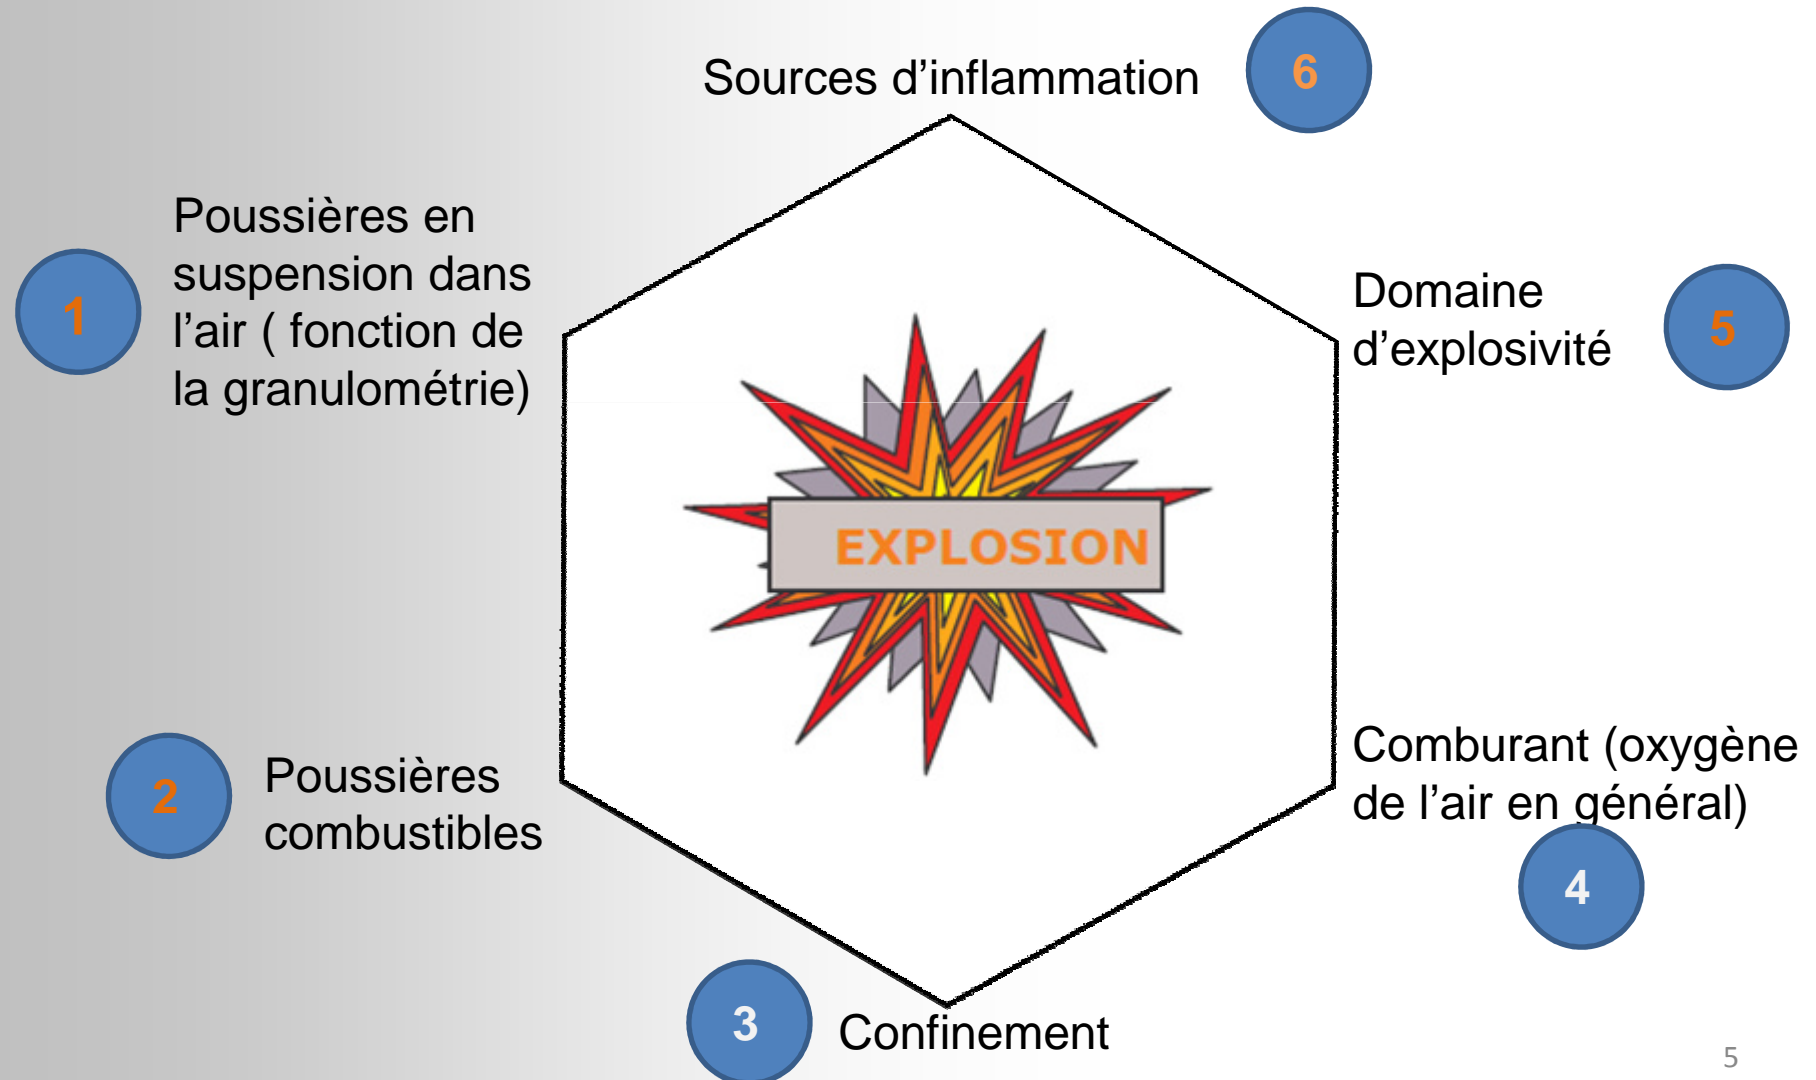 Sources d’inflammation
6
Poussières en
suspension dans
l’air ( fonction de
la granulométrie)
1
Domaine
d’explosivité
5
EXPLOSION
Poussières
combustibles
2
Comburant (oxygène
de l’air en général)
4
3
Confinement
5